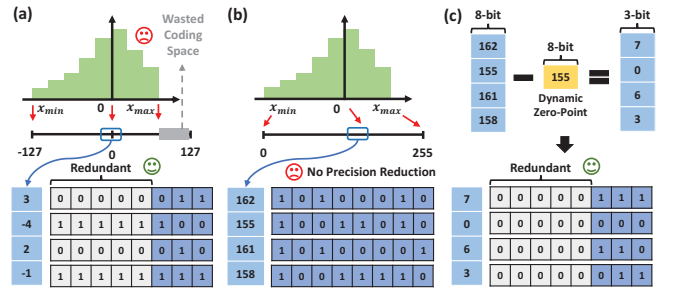 (a)
Wasted
Coding
Space
x_min 0 x_max
-127 0 127
Redundant
3 0 0 0 0 0 0 1 1
-4 1 1 1 1 1 1 0 0
2 0 0 0 0 0 0 1 0
-1 1 1 1 1 1 1 1 1
(b)
x_min 0 x_max
0 255
No Precision Reduction
162 1 0 1 0 0 0 1 0
155 1 0 0 1 1 0 1 1
161 1 0 1 0 0 0 0 1
158 1 0 0 1 1 1 1 0
(c)
8-bit
162
155
161
158
8-bit
155
Dynamic
Zero-Point
3-bit
7
0
6
3
Redundant
7 0 0 0 0 0 1 1 1
0 0 0 0 0 0 0 0 0
6 0 0 0 0 0 1 1 0
3 0 0 0 0 0 0 1 1